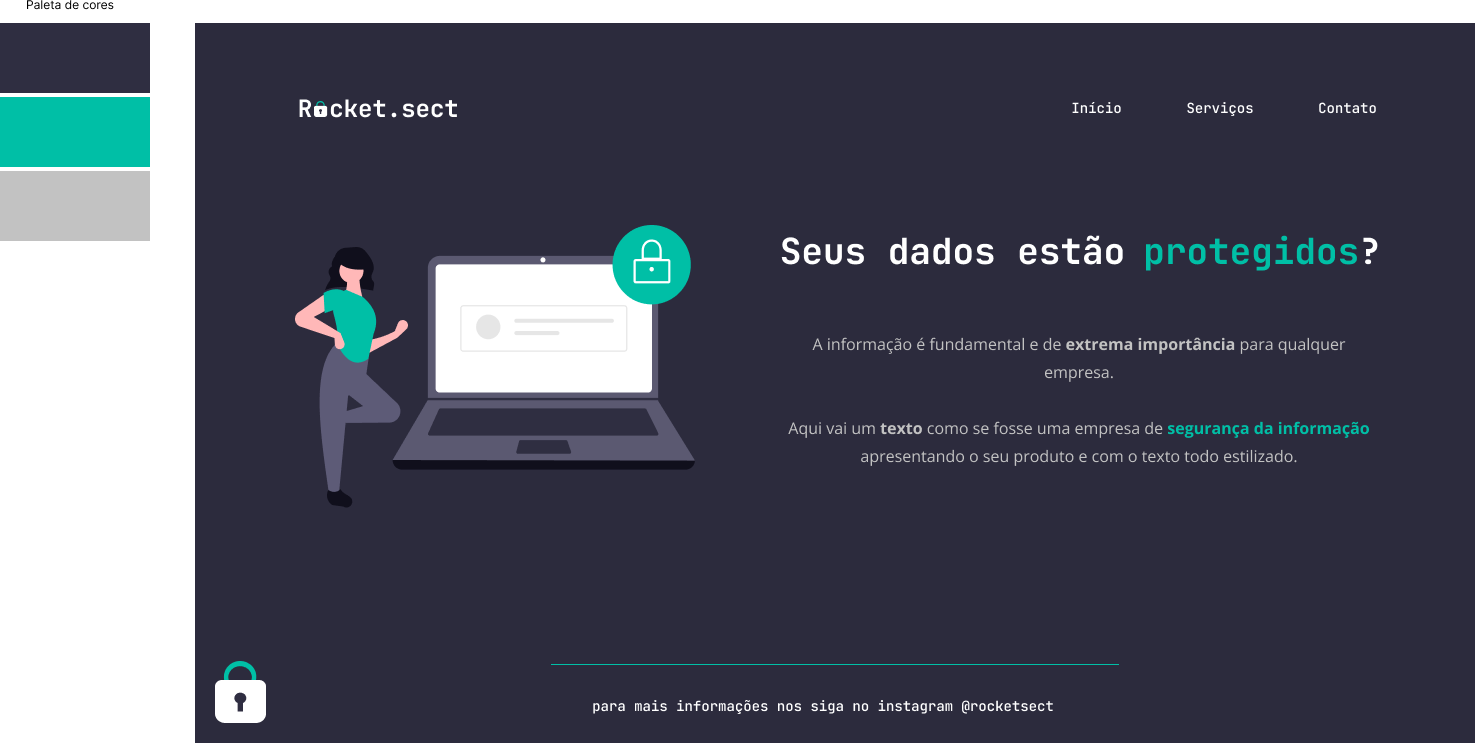 Paleta de cores
Rocket.sect
Início
Serviços
Contato
Seus dados estão protegidos?
A informação é fundamental e de extrema importância para qualquer
empresa.
Aqui vai um texto como se fosse uma empresa de segurança da informação
apresentando o seu produto e com o texto todo estilizado.
para mais informações nos siga no instagram @rocketsect